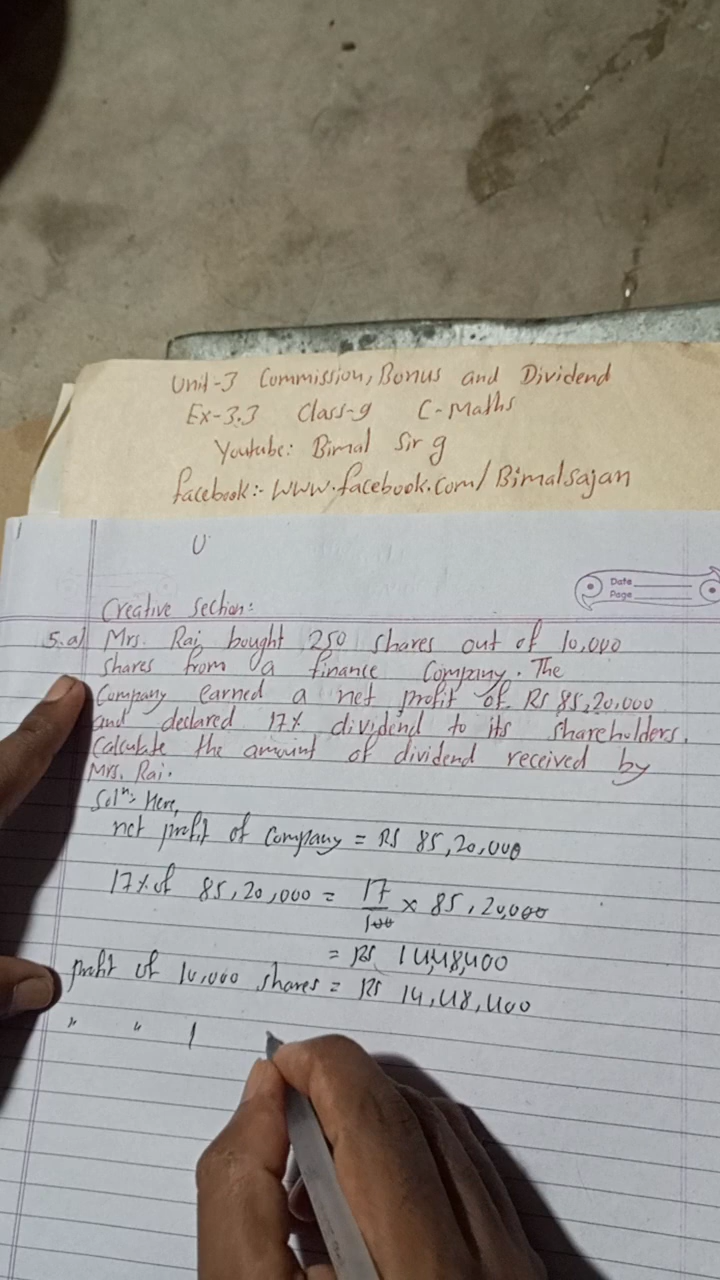 Unit-3 Commission, Bonus and Dividend
Ex-3.3 Class-9 C-Maths
Youtube: Bimal Sir g
facebook:- www.facebook.com/Bimalsajan
Date
Page
Creative Section:
5.a) Mrs. Rai bought 250 shares out of 10,000
shares from a finance Company. The
Company earned a net profit of RS 85,20,000
and declared 17% dividend to its shareholders.
Calculate the amount of dividend received by
Mrs. Rai.
Solⁿ: Here,
net profit of Company = RS 85,20,000
17% of 85,20,000 = 17/100 × 85,20,000
= RS 14,48,400
profit of 10,000 shares = RS 14,48,400
" " 1